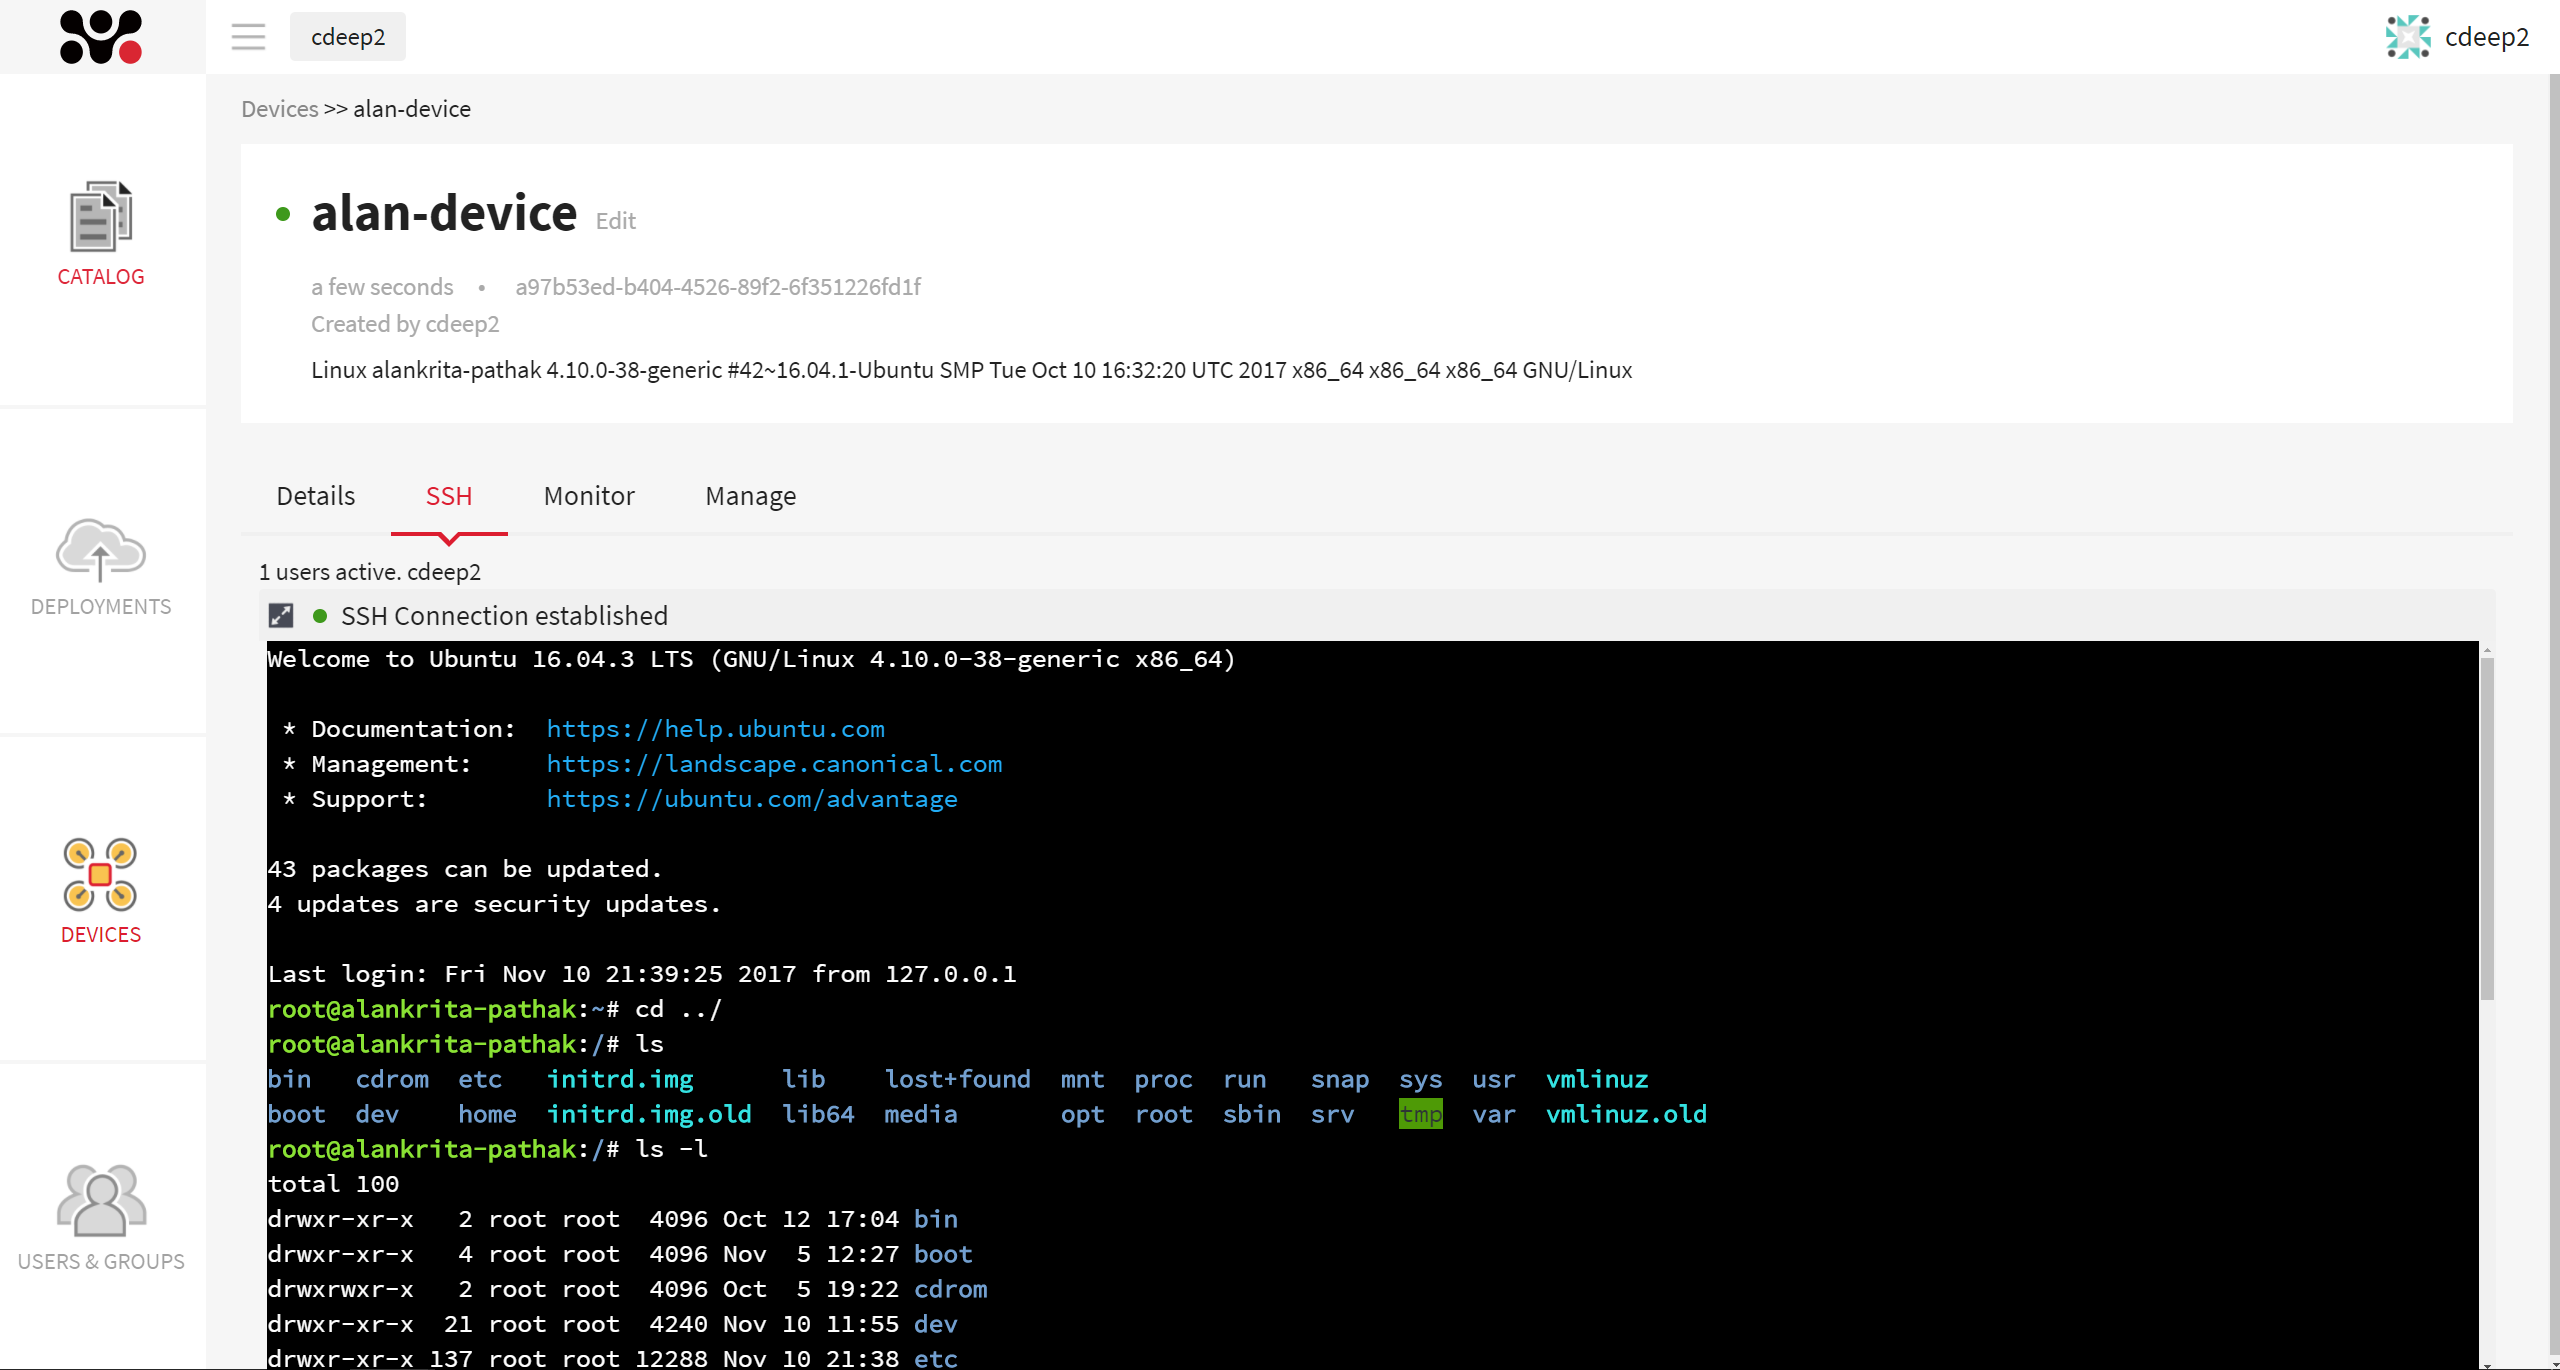 cdeep2
cdeep2
Devices >> alan-device
CATALOG
DEPLOYMENTS
DEVICES
USERS & GROUPS
alan-device Edit
a few seconds • a97b53ed-b404-4526-89f2-6f351226fd1f
Created by cdeep2
Linux alankrita-pathak 4.10.0-38-generic #42~16.04.1-Ubuntu SMP Tue Oct 10 16:32:20 UTC 2017 x86_64 x86_64 x86_64 GNU/Linux
Details SSH Monitor Manage
1 users active. cdeep2
SSH Connection established
Welcome to Ubuntu 16.04.3 LTS (GNU/Linux 4.10.0-38-generic x86_64)
* Documentation: https://help.ubuntu.com
* Management: https://landscape.canonical.com
* Support: https://ubuntu.com/advantage
43 packages can be updated.
4 updates are security updates.
Last login: Fri Nov 10 21:39:25 2017 from 127.0.0.1
root@alankrita-pathak:~# cd ../
root@alankrita-pathak:/# ls
bin cdrom etc initrd.img lib lost+found mnt proc run snap sys usr vmlinuz
boot dev home initrd.img.old lib64 media opt root sbin srv tmp var vmlinuz.old
root@alankrita-pathak:/# ls -l
total 100
drwxr-xr-x 2 root root 4096 Oct 12 17:04 bin
drwxr-xr-x 4 root root 4096 Nov 5 12:27 boot
drwxrwxr-x 2 root root 4096 Oct 5 19:22 cdrom
drwxr-xr-x 21 root root 4240 Nov 10 11:55 dev
drwxr-xr-x 137 root root 12288 Nov 10 21:38 etc